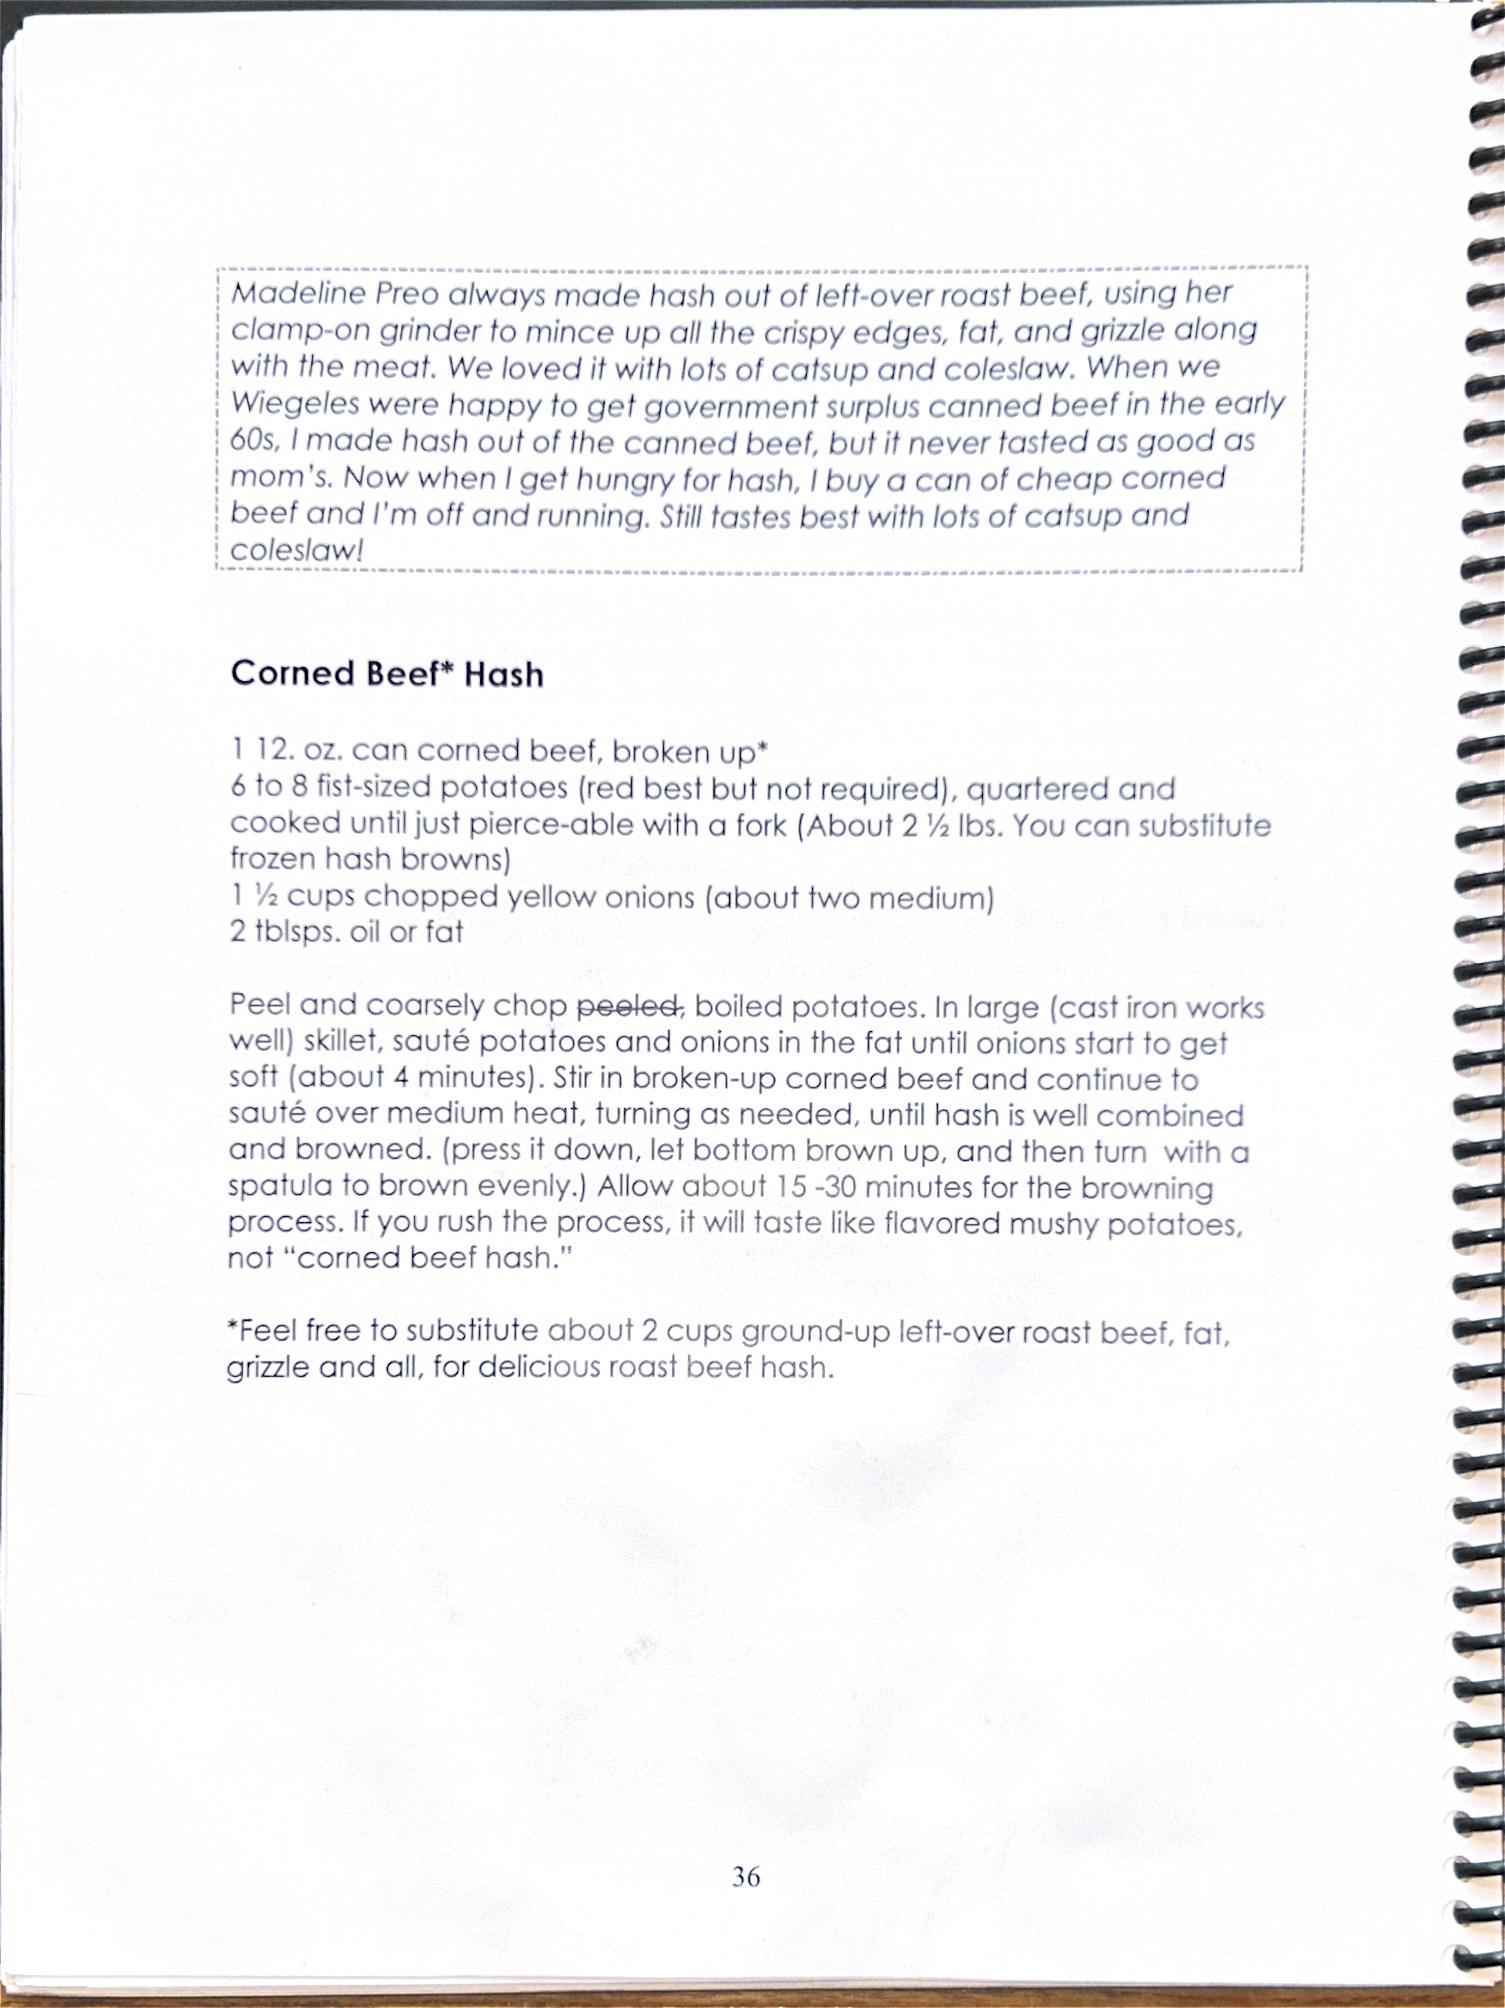 Madeline Preo always made hash out of left-over roast beef, using her
clamp-on grinder to mince up all the crispy edges, fat, and grizzle along
with the meat. We loved it with lots of catsup and coleslaw. When we
Wiegeles were happy to get government surplus canned beef in the early
60s, I made hash out of the canned beef, but it never tasted as good as
mom's. Now when I get hungry for hash, I buy a can of cheap corned
beef and I'm off and running. Still tastes best with lots of catsup and
coleslaw!
Corned Beef* Hash
1 12. oz. can corned beef, broken up*
6 to 8 fist-sized potatoes (red best but not required), quartered and
cooked until just pierce-able with a fork (About 2 ½ lbs. You can substitute
frozen hash browns)
1 ½ cups chopped yellow onions (about two medium)
2 tblsps. oil or fat
Peel and coarsely chop peeled, boiled potatoes. In large (cast iron works
well) skillet, sauté potatoes and onions in the fat until onions start to get
soft (about 4 minutes). Stir in broken-up corned beef and continue to
sauté over medium heat, turning as needed, until hash is well combined
and browned. (press it down, let bottom brown up, and then turn  with a
spatula to brown evenly.) Allow about 15 -30 minutes for the browning
process. If you rush the process, it will taste like flavored mushy potatoes,
not "corned beef hash."
*Feel free to substitute about 2 cups ground-up left-over roast beef, fat,
grizzle and all, for delicious roast beef hash.
36